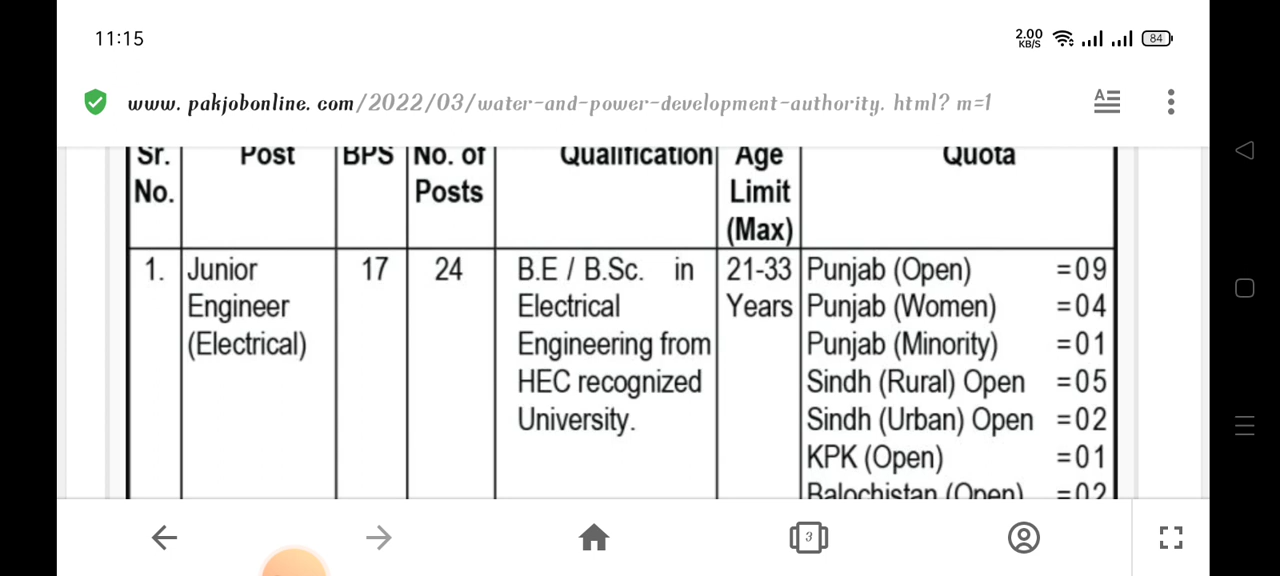 11:15
2.00
KB/S
84
www. pakjobonline. com/2022/03/water-and-power-development-authority. html? m=1
Sr. No. Post BPS No. of Posts Qualification Age Limit (Max) Quota
1. Junior 17 24 B.E / B.Sc. in 21-33 Punjab (Open) =09
Engineer Electrical Years Punjab (Women) =04
(Electrical) Engineering from Punjab (Minority) =01
HEC recognized Sindh (Rural) Open =05
University. Sindh (Urban) Open =02
KPK (Open) =01
Balochistan (Open) =02
3